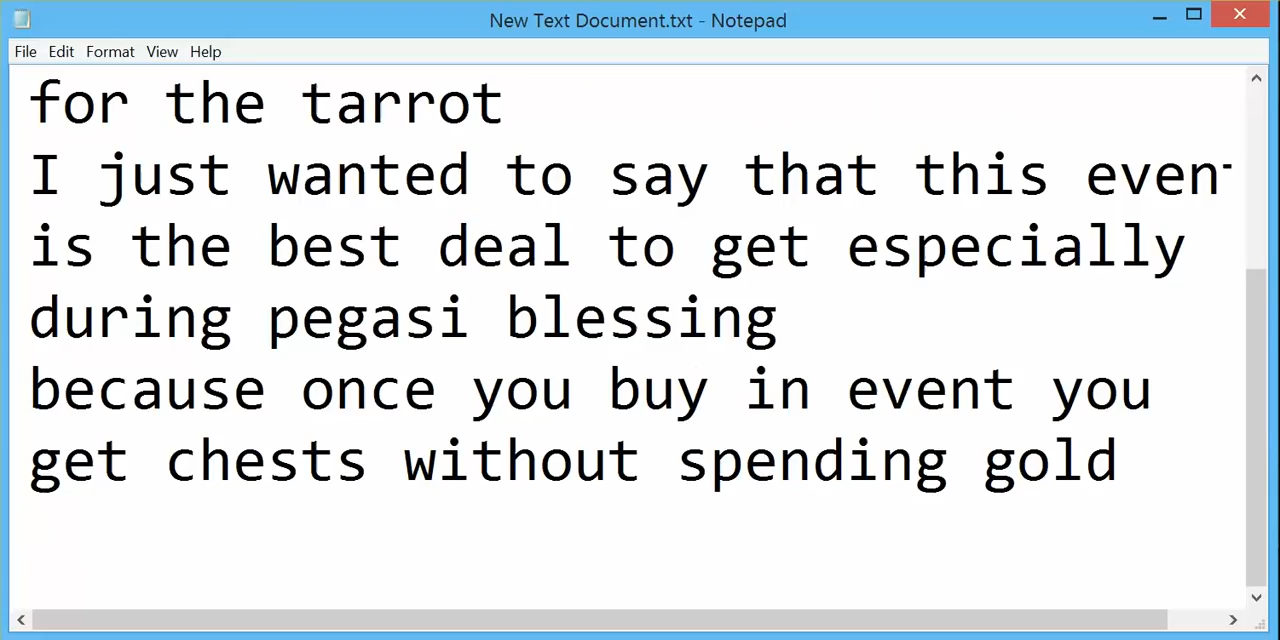 New Text Document.txt - Notepad
File Edit Format View Help
for the tarrot
I just wanted to say that this event
is the best deal to get especially
during pegasi blessing
because once you buy in event you
get chests without spending gold